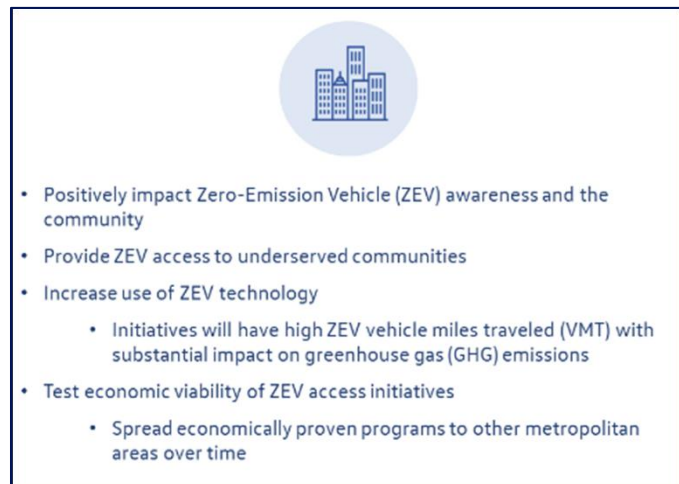 • Positively impact Zero-Emission Vehicle (ZEV) awareness and the
community
• Provide ZEV access to underserved communities
• Increase use of ZEV technology
• Initiatives will have high ZEV vehicle miles traveled (VMT) with
substantial impact on greenhouse gas (GHG) emissions
• Test economic viability of ZEV access initiatives
• Spread economically proven programs to other metropolitan
areas over time